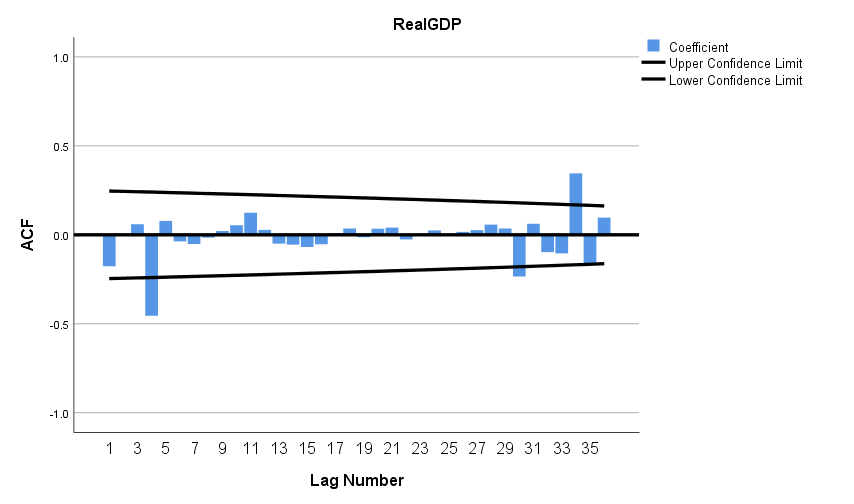 RealGDP
Coefficient
Upper Confidence Limit
Lower Confidence Limit
1.0
0.5
0.0
-0.5
-1.0
ACF
1 3 5 7 9 11 13 15 17 19 21 23 25 27 29 31 33 35
Lag Number